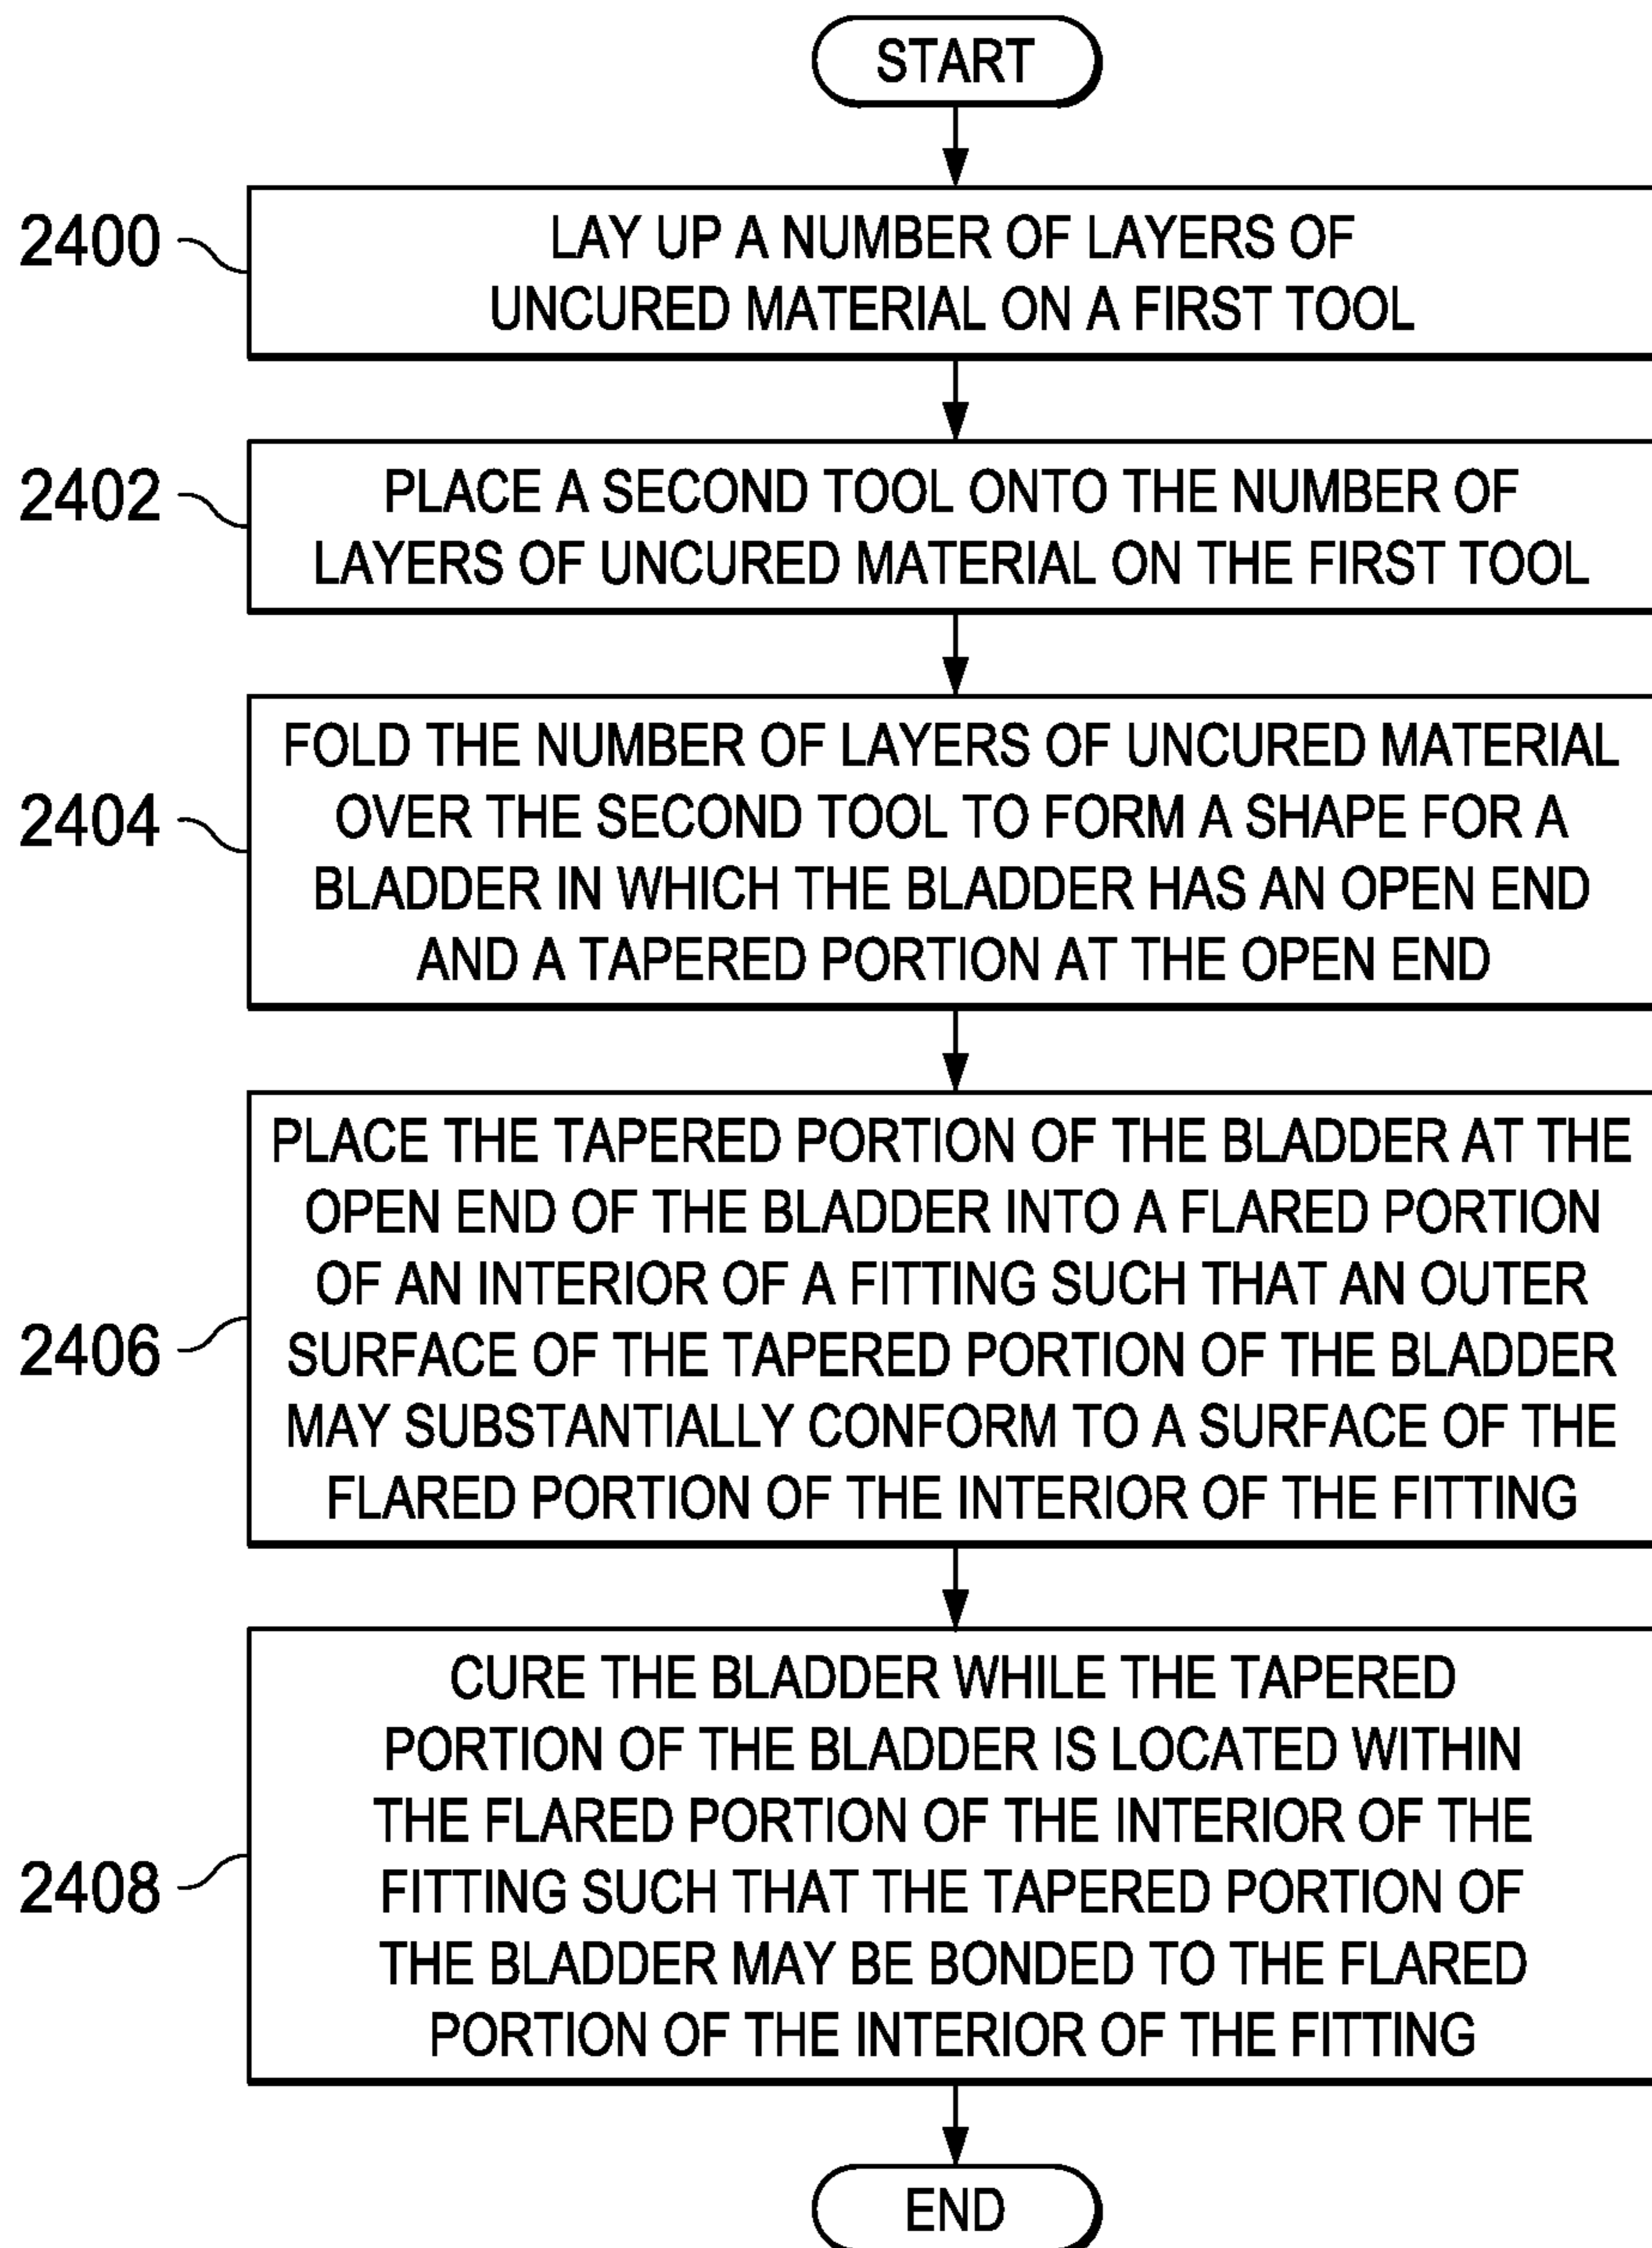 START
2400
LAY UP A NUMBER OF LAYERS OF
UNCURED MATERIAL ON A FIRST TOOL
2402
PLACE A SECOND TOOL ONTO THE NUMBER OF
LAYERS OF UNCURED MATERIAL ON THE FIRST TOOL
2404
FOLD THE NUMBER OF LAYERS OF UNCURED MATERIAL
OVER THE SECOND TOOL TO FORM A SHAPE FOR A
BLADDER IN WHICH THE BLADDER HAS AN OPEN END
AND A TAPERED PORTION AT THE OPEN END
2406
PLACE THE TAPERED PORTION OF THE BLADDER AT THE
OPEN END OF THE BLADDER INTO A FLARED PORTION
OF AN INTERIOR OF A FITTING SUCH THAT AN OUTER
SURFACE OF THE TAPERED PORTION OF THE BLADDER
MAY SUBSTANTIALLY CONFORM TO A SURFACE OF THE
FLARED PORTION OF THE INTERIOR OF THE FITTING
2408
CURE THE BLADDER WHILE THE TAPERED
PORTION OF THE BLADDER IS LOCATED WITHIN
THE FLARED PORTION OF THE INTERIOR OF THE
FITTING SUCH THAT THE TAPERED PORTION OF
THE BLADDER MAY BE BONDED TO THE FLARED
PORTION OF THE INTERIOR OF THE FITTING
END